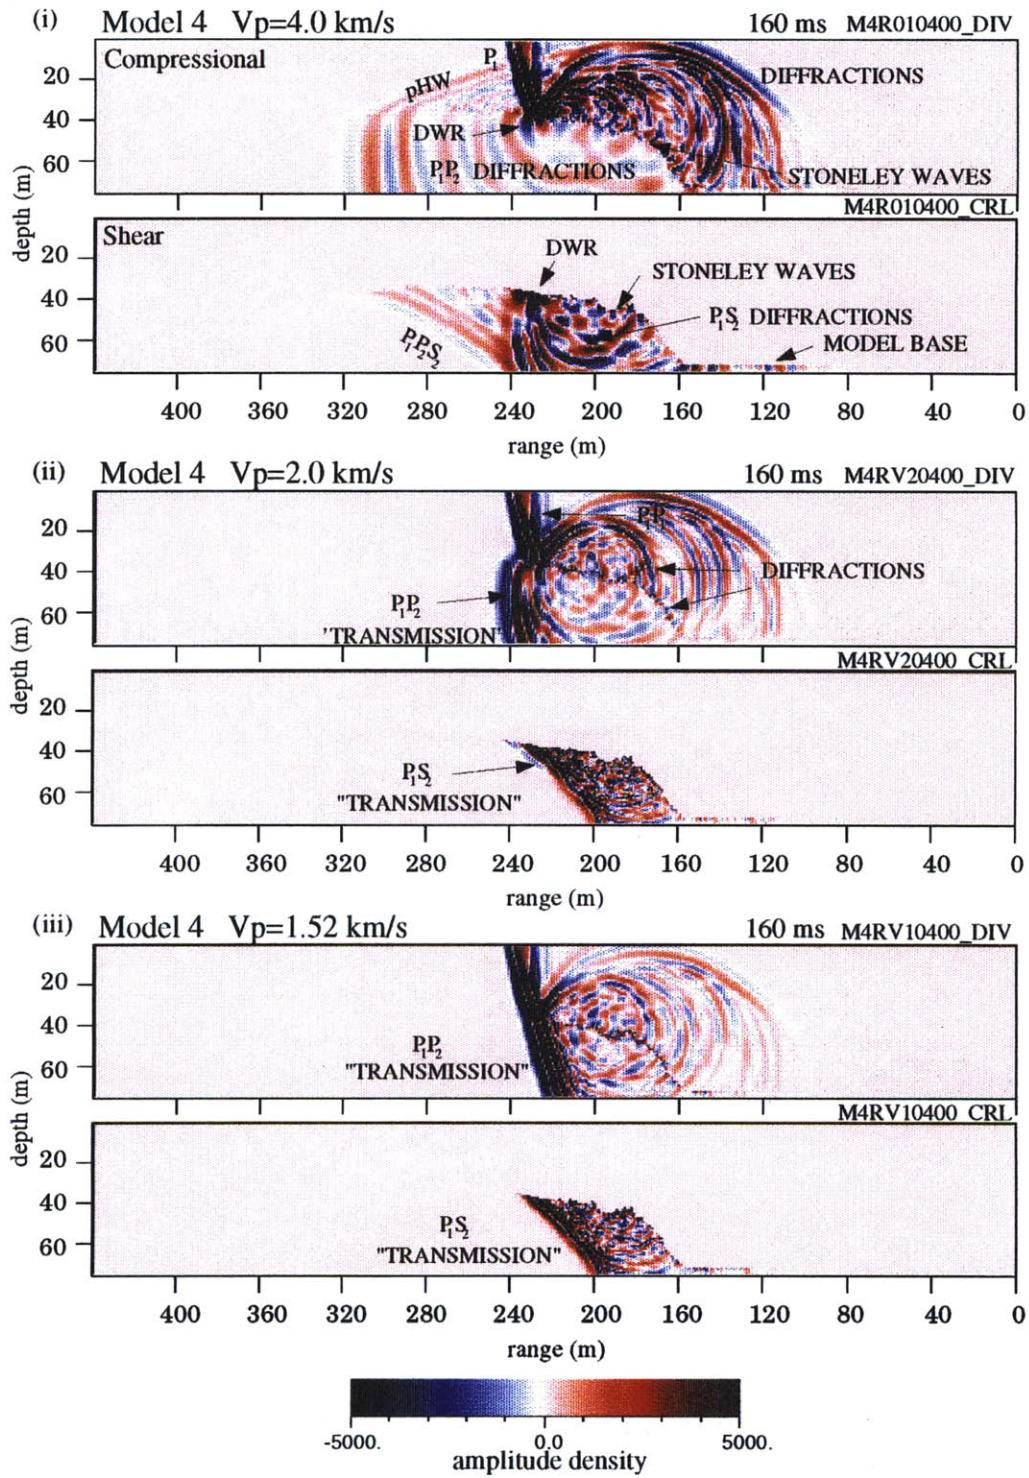 (i) Model 4 Vp=4.0 km/s 160 ms M4R010400_DIV
Compressional
P₁
pHW
DIFFRACTIONS
DWR
P₁P₂ DIFFRACTIONS
STONELEY WAVES
20
40
60
depth (m)
M4R010400_CRL
Shear
DWR
STONELEY WAVES
P₁S₂ DIFFRACTIONS
MODEL BASE
P₁P₂S₂
20
40
60
400 360 320 280 240 200 160 120 80 40 0
range (m)
(ii) Model 4 Vp=2.0 km/s 160 ms M4RV20400_DIV
P₁P₁
DIFFRACTIONS
P₁P₂
'TRANSMISSION'
20
40
60
depth (m)
M4RV20400_CRL
P₁S₂
"TRANSMISSION"
20
40
60
400 360 320 280 240 200 160 120 80 40 0
range (m)
(iii) Model 4 Vp=1.52 km/s 160 ms M4RV10400_DIV
P₁P₂
"TRANSMISSION"
20
40
60
depth (m)
M4RV10400_CRL
P₁S₂
"TRANSMISSION"
20
40
60
400 360 320 280 240 200 160 120 80 40 0
range (m)
-5000. 0.0 5000.
amplitude density